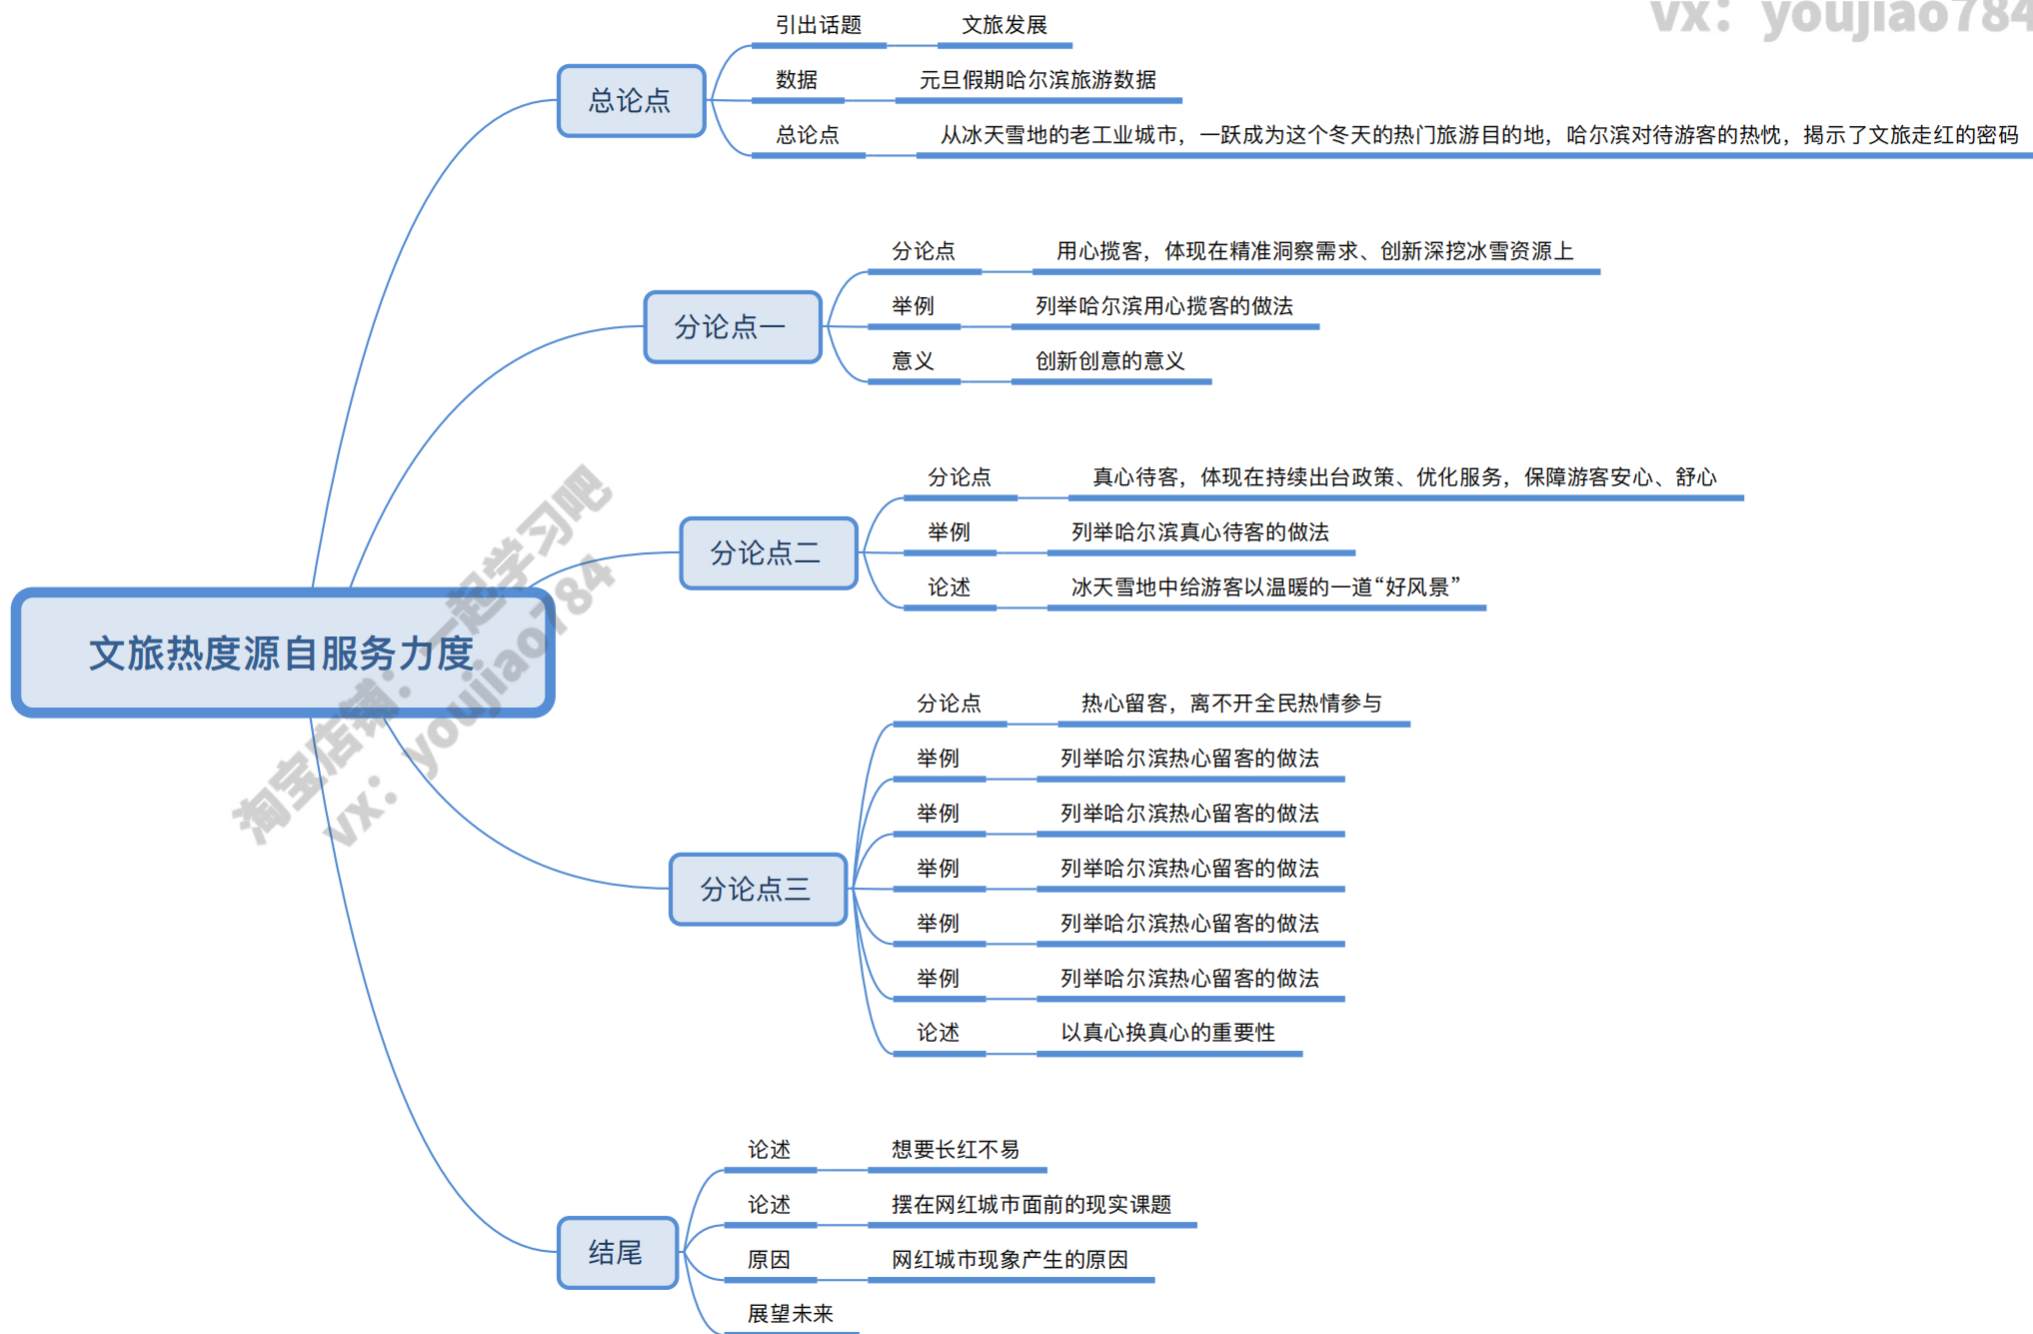 vx：youjiao784
引出话题 文旅发展
数据 元旦假期哈尔滨旅游数据
总论点
总论点 从冰天雪地的老工业城市，一跃成为这个冬天的热门旅游目的地，哈尔滨对待游客的热忱，揭示了文旅走红的密码
分论点 用心揽客，体现在精准洞察需求、创新深挖冰雪资源上
举例 列举哈尔滨用心揽客的做法
分论点一
意义 创新创意的意义
分论点 真心待客，体现在持续出台政策、优化服务，保障游客安心、舒心
举例 列举哈尔滨真心待客的做法
分论点二
论述 冰天雪地中给游客以温暖的一道“好风景”
文旅热度源自服务力度
淘宝店铺：一起学习吧
vx：youjiao784
分论点 热心留客，离不开全民热情参与
举例 列举哈尔滨热心留客的做法
举例 列举哈尔滨热心留客的做法
举例 列举哈尔滨热心留客的做法
分论点三
举例 列举哈尔滨热心留客的做法
举例 列举哈尔滨热心留客的做法
论述 以真心换真心的重要性
论述 想要长红不易
论述 摆在网红城市面前的现实课题
结尾
原因 网红城市现象产生的原因
展望未来